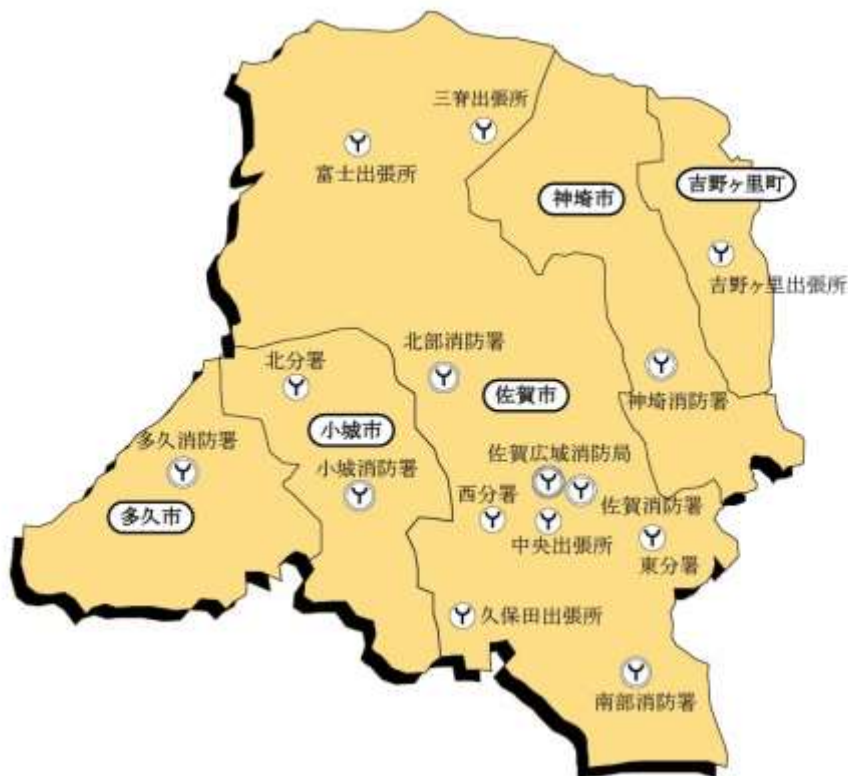 三脊出張所
富士出張所
吉野ヶ里町
神埼市
吉野ヶ里出張所
北部消防署
北分署
佐賀市
神埼消防署
小城市
多久消防署
佐賀広域消防局
小城消防署
西分署
佐賀消防署
多久市
中央出張所
東分署
久保田出張所
南部消防署